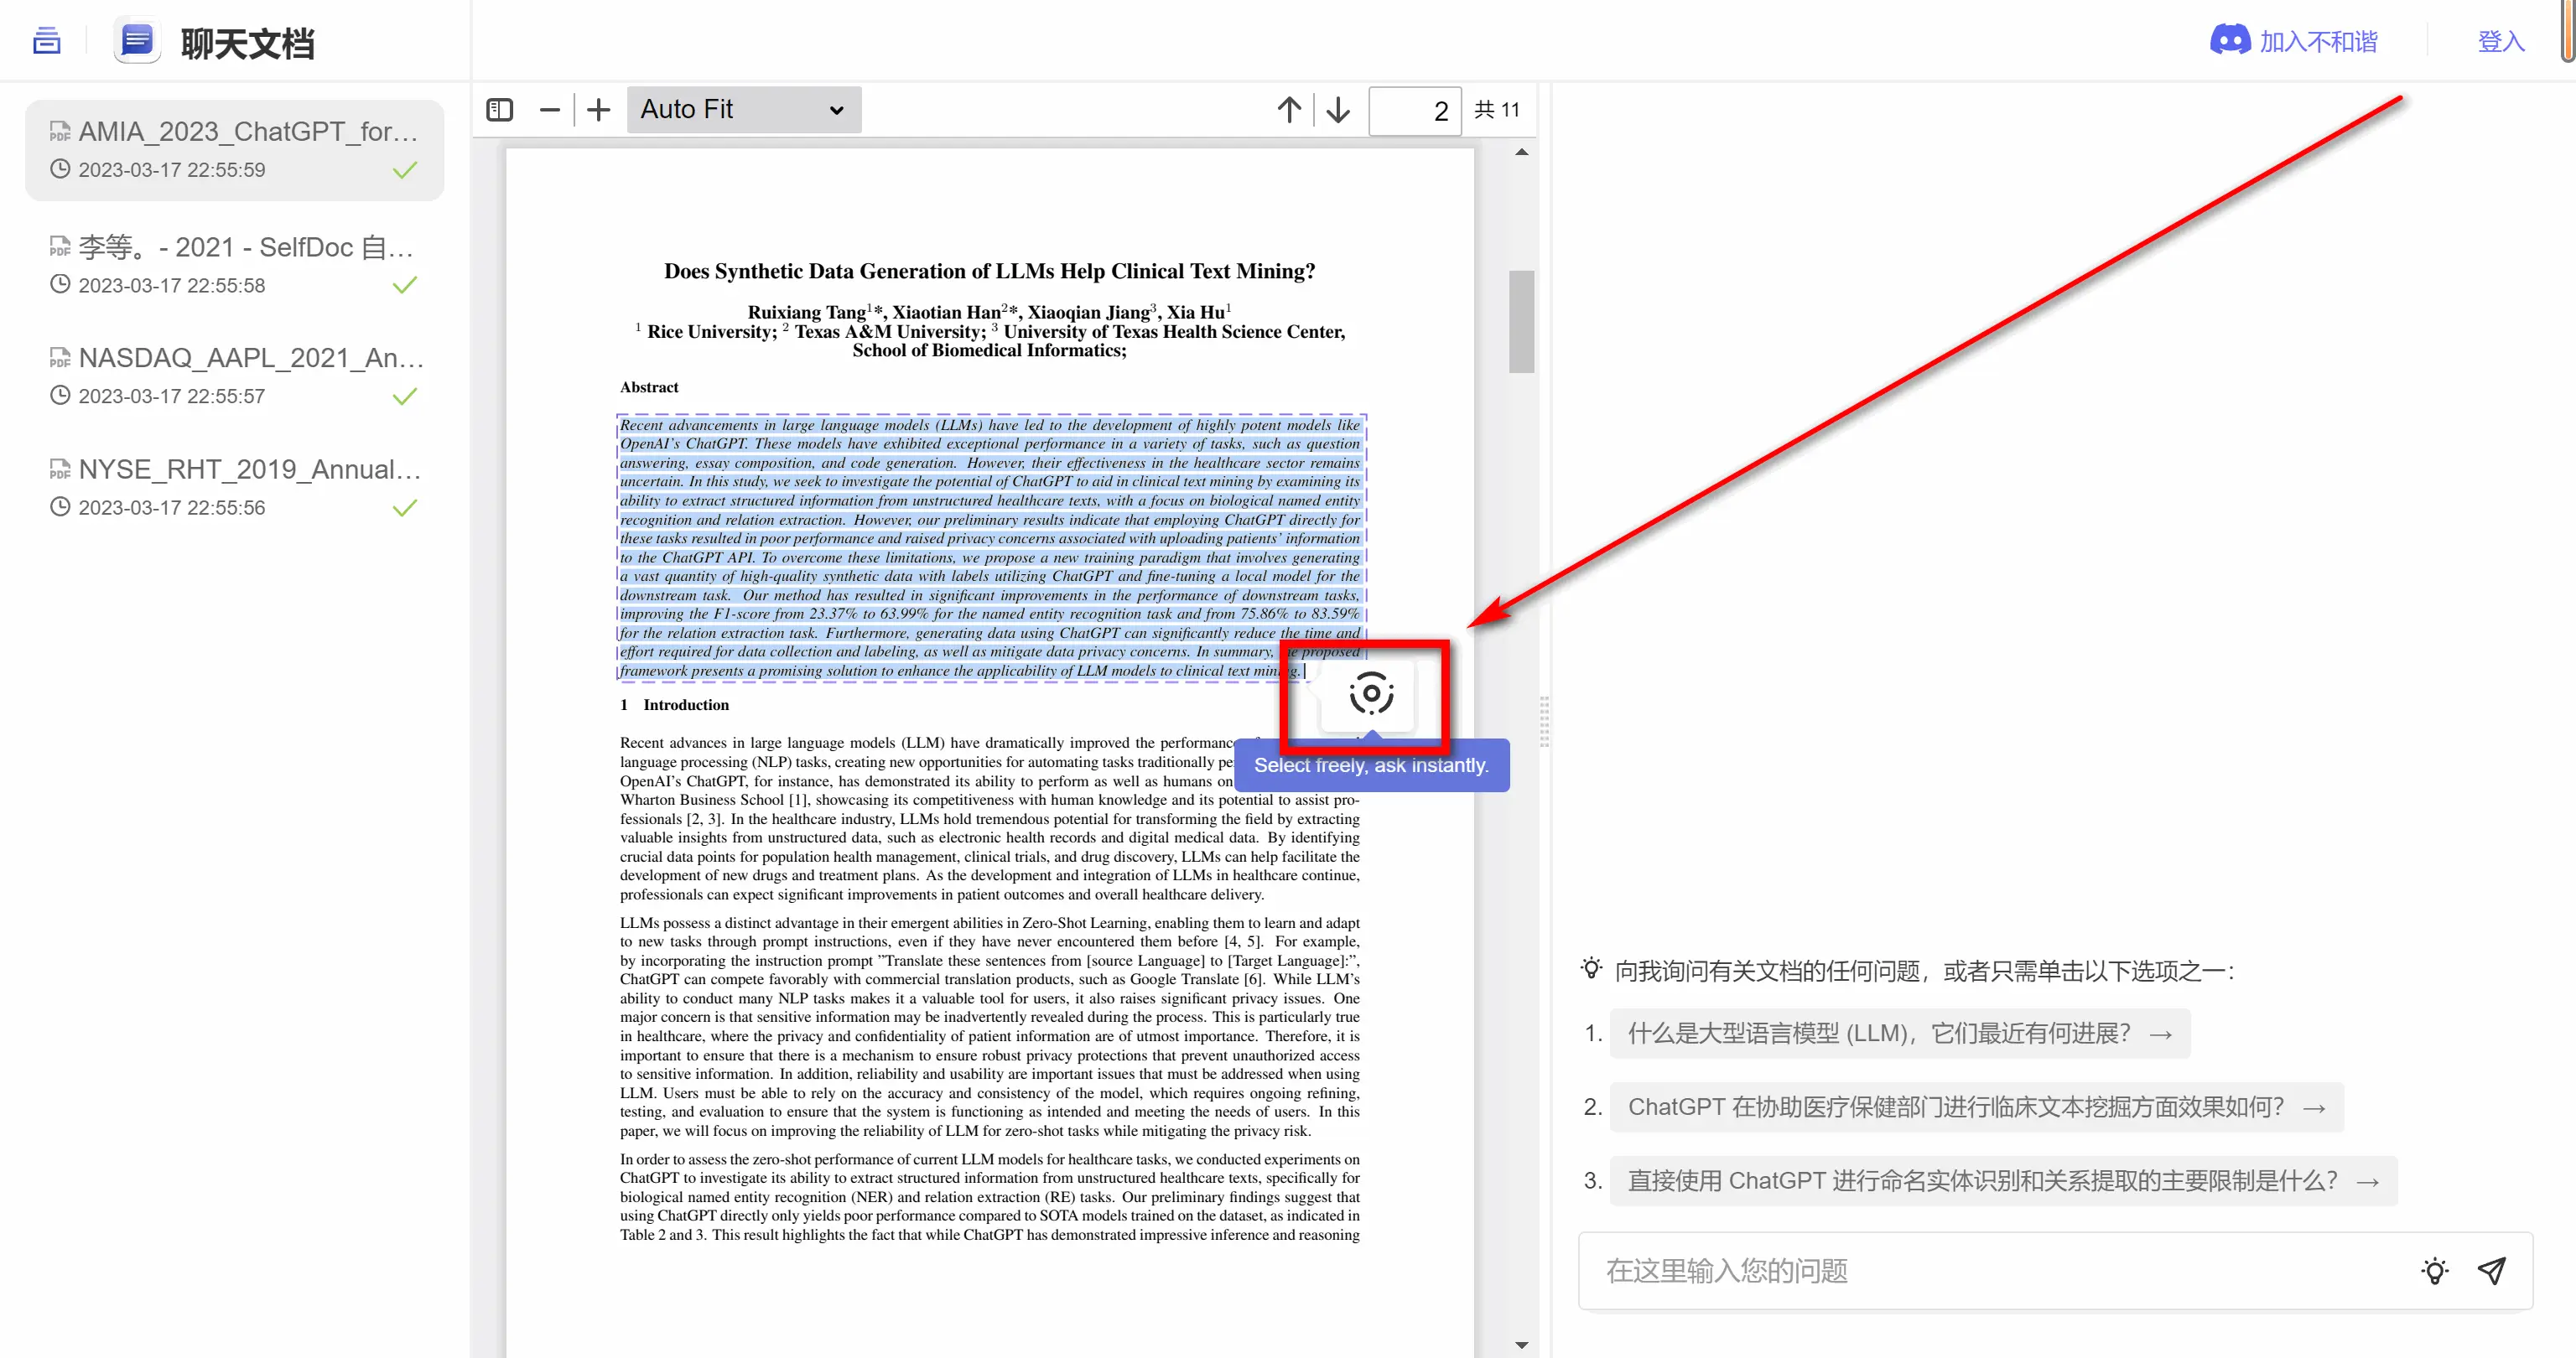 聊天文档
加入不和谐
登入
AMIA_2023_ChatGPT_for...
2023-03-17 22:55:59
李等。- 2021 - SelfDoc 自...
2023-03-17 22:55:58
NASDAQ_AAPL_2021_An...
2023-03-17 22:55:57
NYSE_RHT_2019_Annual...
2023-03-17 22:55:56
Auto Fit
2
共 11
Does Synthetic Data Generation of LLMs Help Clinical Text Mining?
Ruixiang Tang1*, Xiaotian Han2*, Xiaoqian Jiang3, Xia Hu1
1 Rice University; 2 Texas A&M University; 3 University of Texas Health Science Center,
School of Biomedical Informatics;
Abstract
Recent advancements in large language models (LLMs) have led to the development of highly potent models like
OpenAI's ChatGPT. These models have exhibited exceptional performance in a variety of tasks, such as question
answering, essay composition, and code generation. However, their effectiveness in the healthcare sector remains
uncertain. In this study, we seek to investigate the potential of ChatGPT to aid in clinical text mining by examining its
ability to extract structured information from unstructured healthcare texts, with a focus on biological named entity
recognition and relation extraction. However, our preliminary results indicate that employing ChatGPT directly for
these tasks resulted in poor performance and raised privacy concerns associated with uploading patients' information
to the ChatGPT API. To overcome these limitations, we propose a new training paradigm that involves generating
a vast quantity of high-quality synthetic data with labels utilizing ChatGPT and fine-tuning a local model for the
downstream task. Our method has resulted in significant improvements in the performance of downstream tasks,
improving the F1-score from 23.37% to 63.99% for the named entity recognition task and from 75.86% to 83.59%
for the relation extraction task. Furthermore, generating data using ChatGPT can significantly reduce the time and
effort required for data collection and labeling, as well as mitigate data privacy concerns. In summary, the proposed
framework presents a promising solution to enhance the applicability of LLM models to clinical text mining.
1 Introduction
Recent advances in large language models (LLM) have dramatically improved the performance
language processing (NLP) tasks, creating new opportunities for automating tasks traditionally
OpenAI's ChatGPT, for instance, has demonstrated its ability to perform as well as humans on
Select freely, ask instantly.
Wharton Business School [1], showcasing its competitiveness with human knowledge and its potential to assist pro-
fessionals [2, 3]. In the healthcare industry, LLMs hold tremendous potential for transforming the field by extracting
valuable insights from unstructured data, such as electronic health records and digital medical data. By identifying
crucial data points for population health management, clinical trials, and drug discovery, LLMs can help facilitate the
development of new drugs and treatment plans. As the development and integration of LLMs in healthcare continue,
professionals can expect significant improvements in patient outcomes and overall healthcare delivery.
LLMs possess a distinct advantage in their emergent abilities in Zero-Shot Learning, enabling them to learn and adapt
to new tasks through prompt instructions, even if they have never encountered them before [4, 5]. For example,
by incorporating the instruction prompt ”Translate these sentences from [source Language] to [Target Language]:”,
ChatGPT can compete favorably with commercial translation products, such as Google Translate [6]. While LLM's
ability to conduct many NLP tasks makes it a valuable tool for users, it also raises significant privacy issues. One
major concern is that sensitive information may be inadvertently revealed during the process. This is particularly true
in healthcare, where the privacy and confidentiality of patient information are of utmost importance. Therefore, it is
important to ensure that there is a mechanism to ensure robust privacy protections that prevent unauthorized access
to sensitive information. In addition, reliability and usability are important issues that must be addressed when using
LLM. Users must be able to rely on the accuracy and consistency of the model, which requires ongoing refining,
testing, and evaluation to ensure that the system is functioning as intended and meeting the needs of users. In this
paper, we will focus on improving the reliability of LLM for zero-shot tasks while mitigating the privacy risk.
In order to assess the zero-shot performance of current LLM models for healthcare tasks, we conducted experiments on
ChatGPT to investigate its ability to extract structured information from unstructured healthcare texts, specifically for
biological named entity recognition (NER) and relation extraction (RE) tasks. Our preliminary findings suggest that
using ChatGPT directly only yields poor performance compared to SOTA models trained on the dataset, as indicated in
Table 2 and 3. This result highlights the fact that while ChatGPT has demonstrated impressive inference and reasoning
向我询问有关文档的任何问题，或者只需单击以下选项之一：
1. 什么是大型语言模型 (LLM)，它们最近有何进展？ →
2. ChatGPT 在协助医疗保健部门进行临床文本挖掘方面效果如何？ →
3. 直接使用 ChatGPT 进行命名实体识别和关系提取的主要限制是什么？ →
在这里输入您的问题